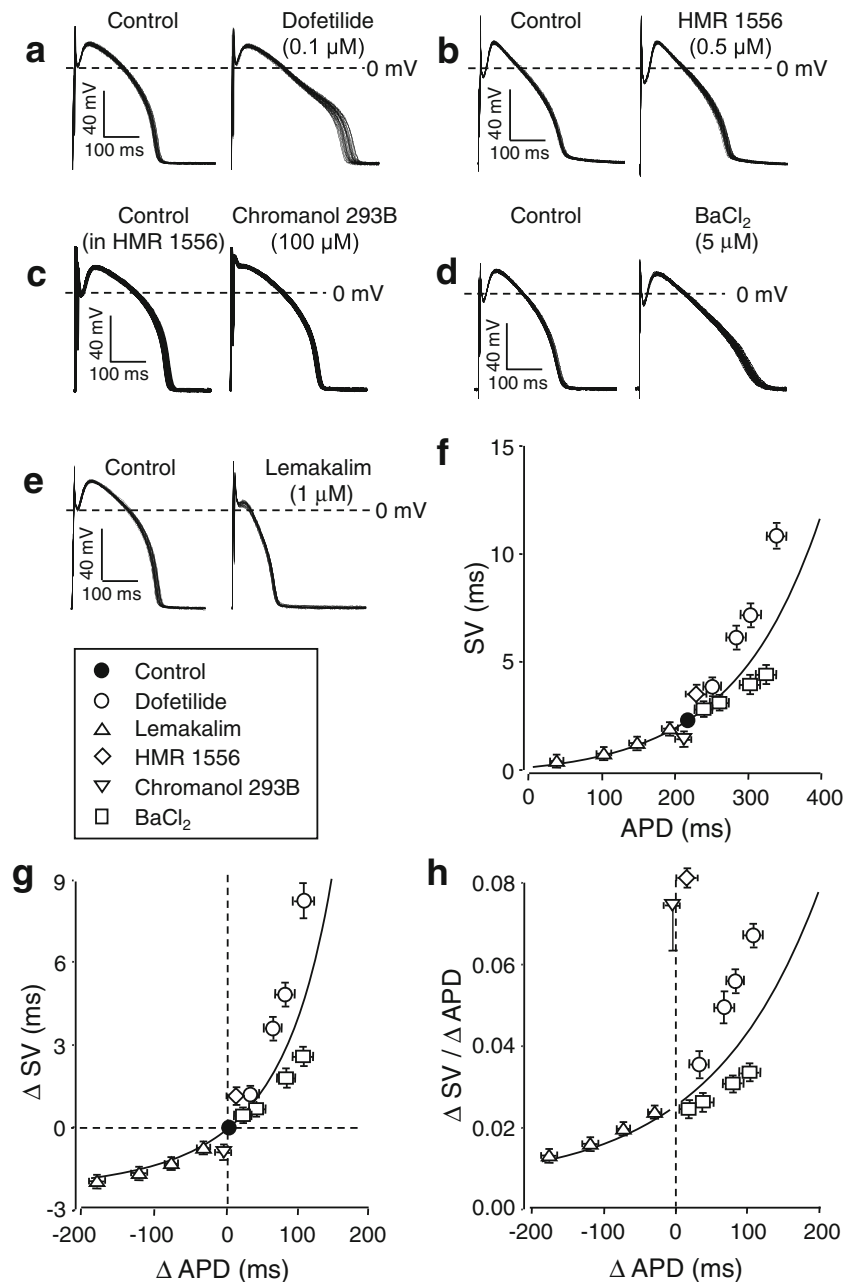 a
Control
Dofetilide
(0.1 µM)
0 mV
40 mV
100 ms
b
Control
HMR 1556
(0.5 µM)
0 mV
40 mV
100 ms
c
Control
(in HMR 1556)
Chromanol 293B
(100 µM)
0 mV
40 mV
100 ms
d
Control
BaCl2
(5 µM)
0 mV
40 mV
100 ms
e
Control
Lemakalim
(1 µM)
0 mV
40 mV
100 ms
Control
Dofetilide
Lemakalim
HMR 1556
Chromanol 293B
BaCl2
f
15
10
5
0
SV (ms)
0 100 200 300 400
APD (ms)
g
9
6
3
0
-3
Δ SV (ms)
-200 -100 0 100 200
Δ APD (ms)
h
0.08
0.06
0.04
0.02
0.00
Δ SV / Δ APD
-200 -100 0 100 200
Δ APD (ms)